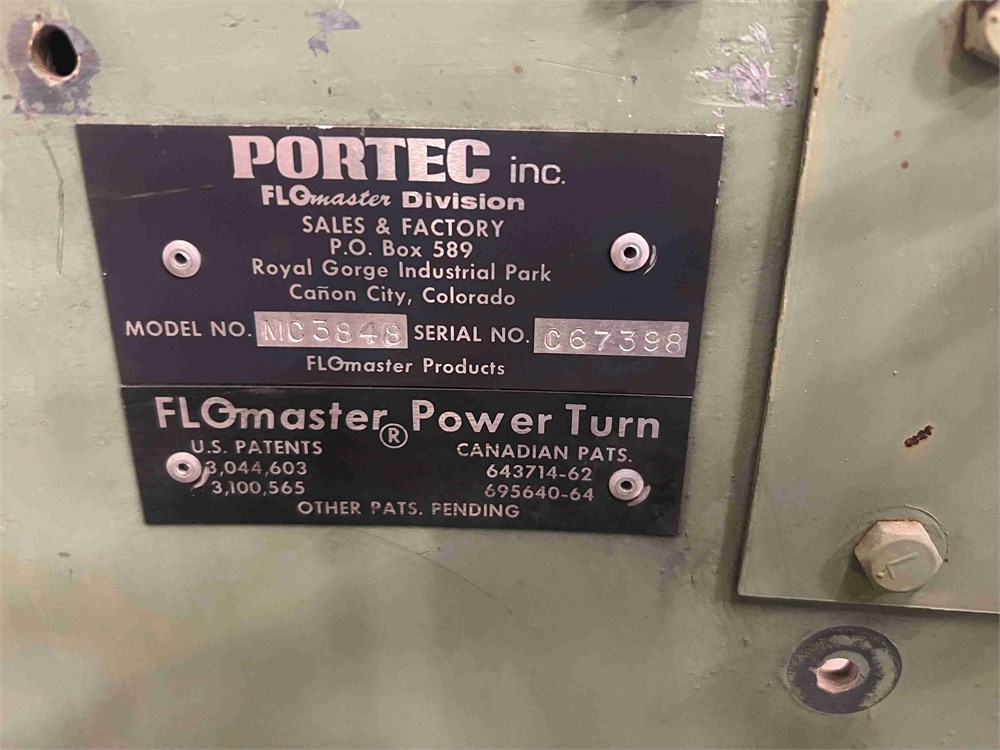 PORTEC inc.
FLOmaster Division
SALES & FACTORY
P.O. Box 589
Royal Gorge Industrial Park
Cañon City, Colorado
MODEL NO. MC3848 SERIAL NO. C67398
FLOmaster Products
FLOmaster® Power Turn
U.S. PATENTS CANADIAN PATS.
3,044,603 643714-62
3,100,565 695640-64
OTHER PATS. PENDING